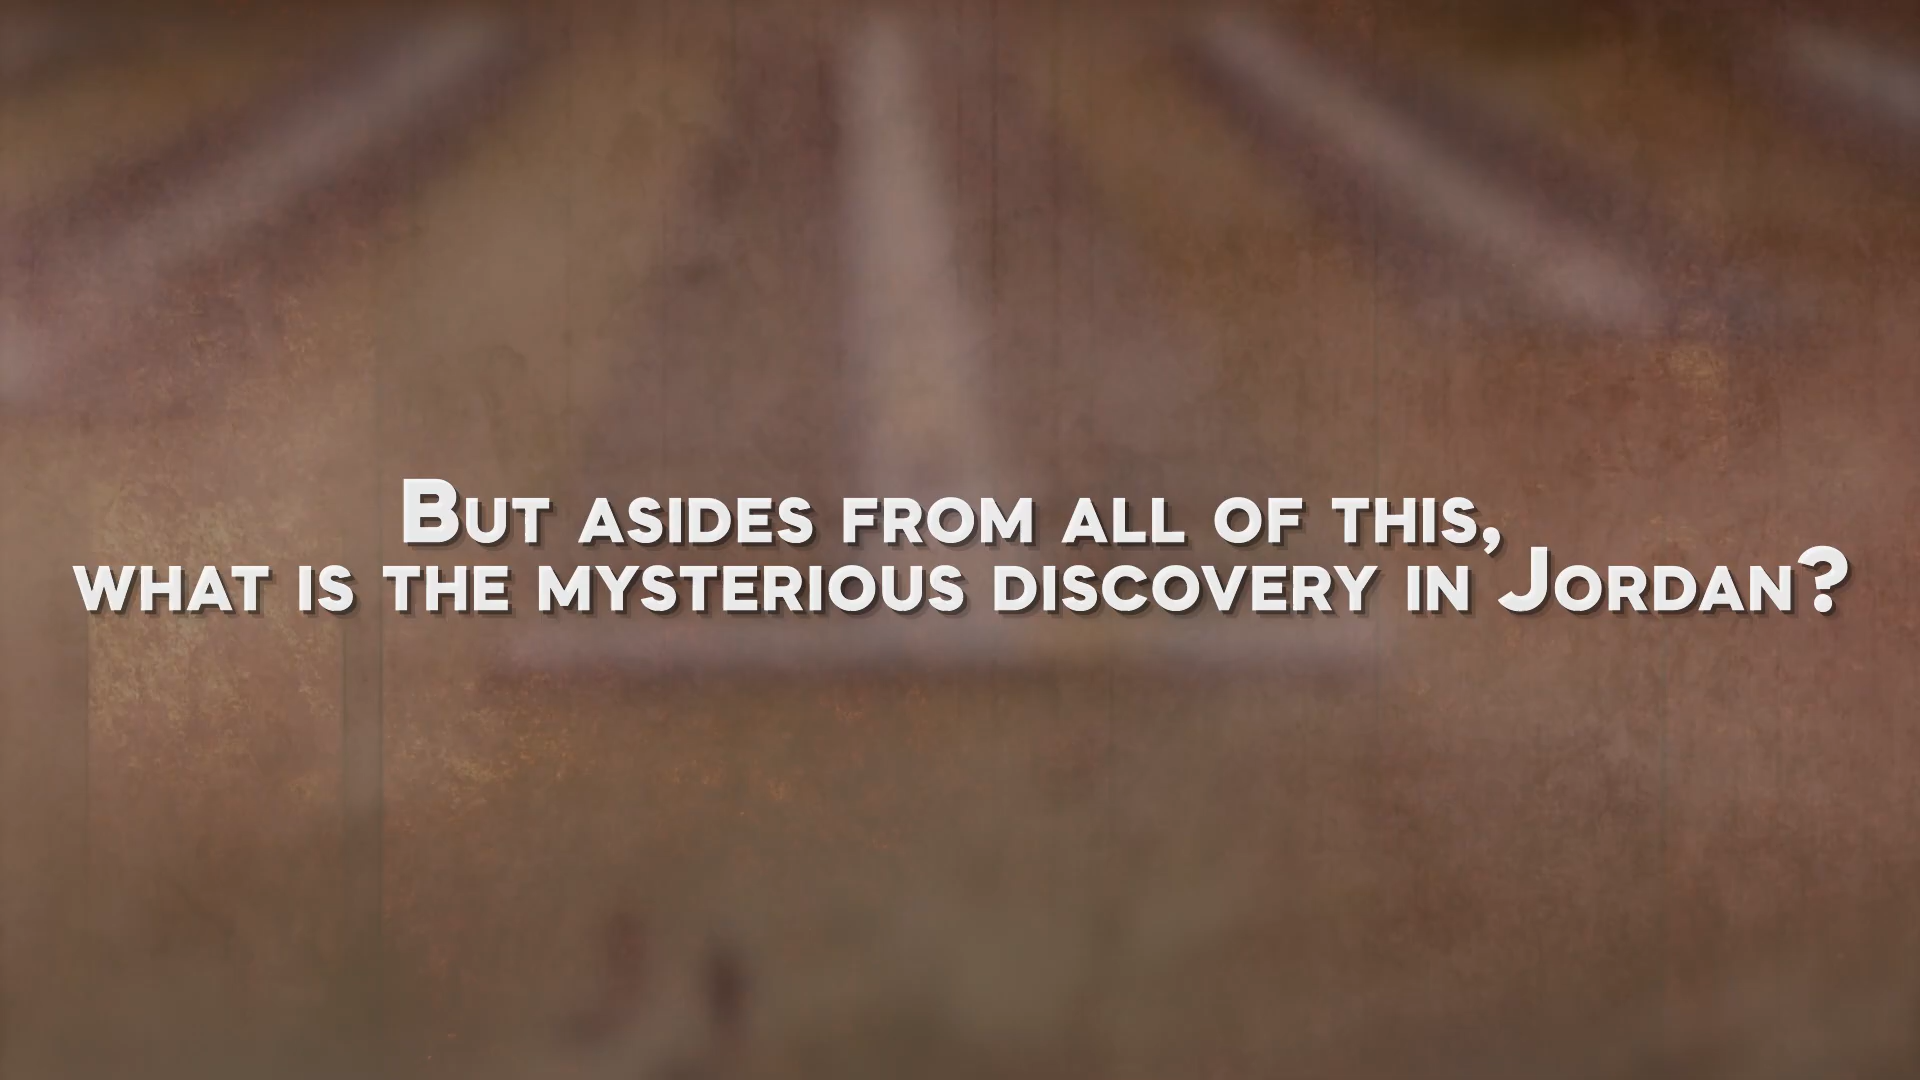 But asides from all of this,
what is the mysterious discovery in Jordan?